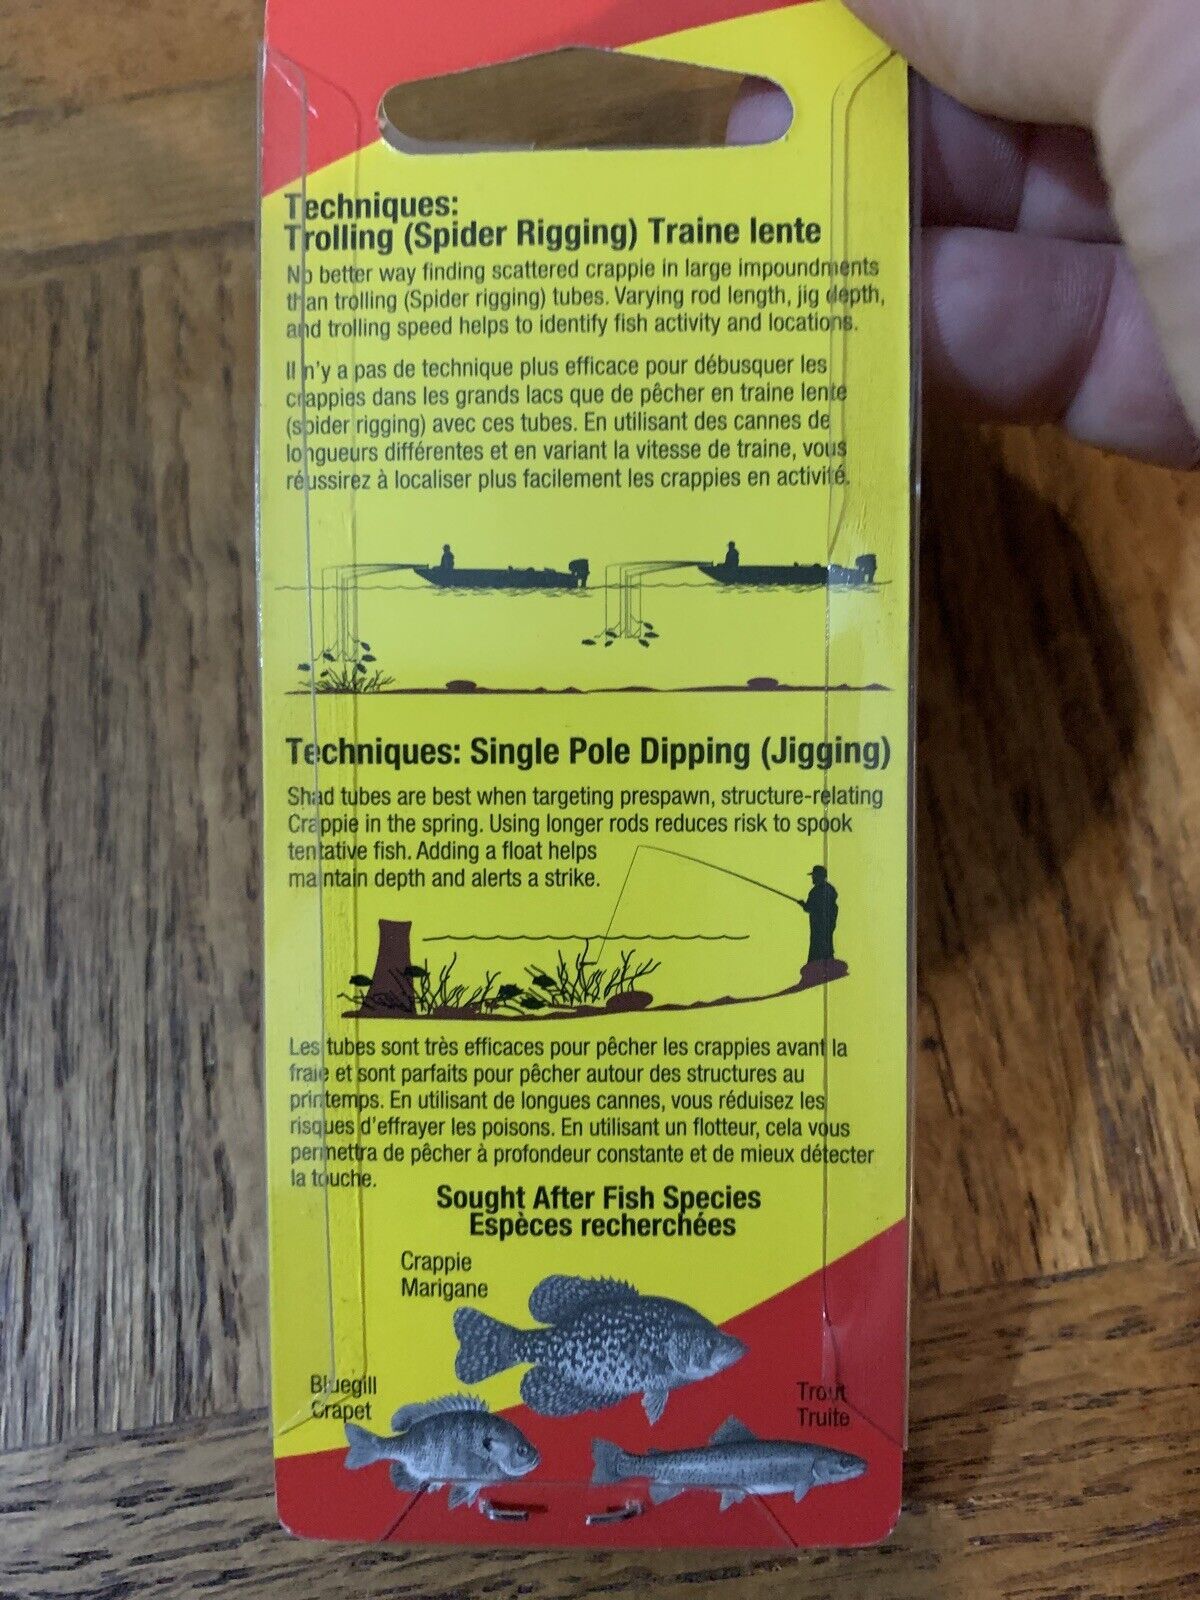 Techniques:
Trolling (Spider Rigging) Traine lente
No better way finding scattered crappie in large impoundments
than trolling (Spider rigging) tubes. Varying rod length, jig depth,
and trolling speed helps to identify fish activity and locations.
Il n'y a pas de technique plus efficace pour débusquer les
crappies dans les grands lacs que de pêcher en traine lente
(spider rigging) avec ces tubes. En utilisant des cannes de
longueurs différentes et en variant la vitesse de traine, vous
réussirez à localiser plus facilement les crappies en activité.
Techniques: Single Pole Dipping (Jigging)
Shad tubes are best when targeting prespawn, structure-relating
Crappie in the spring. Using longer rods reduces risk to spook
tentative fish. Adding a float helps
maintain depth and alerts a strike.
Les tubes sont très efficaces pour pêcher les crappies avant la
fraie et sont parfaits pour pêcher autour des structures au
printemps. En utilisant de longues cannes, vous réduisez les
risques d'effrayer les poisons. En utilisant un flotteur, cela vous
permettra de pêcher à profondeur constante et de mieux détecter
la touche.
Sought After Fish Species
Espèces recherchées
Crappie
Marigane
Bluegill
Crapet
Trout
Truite